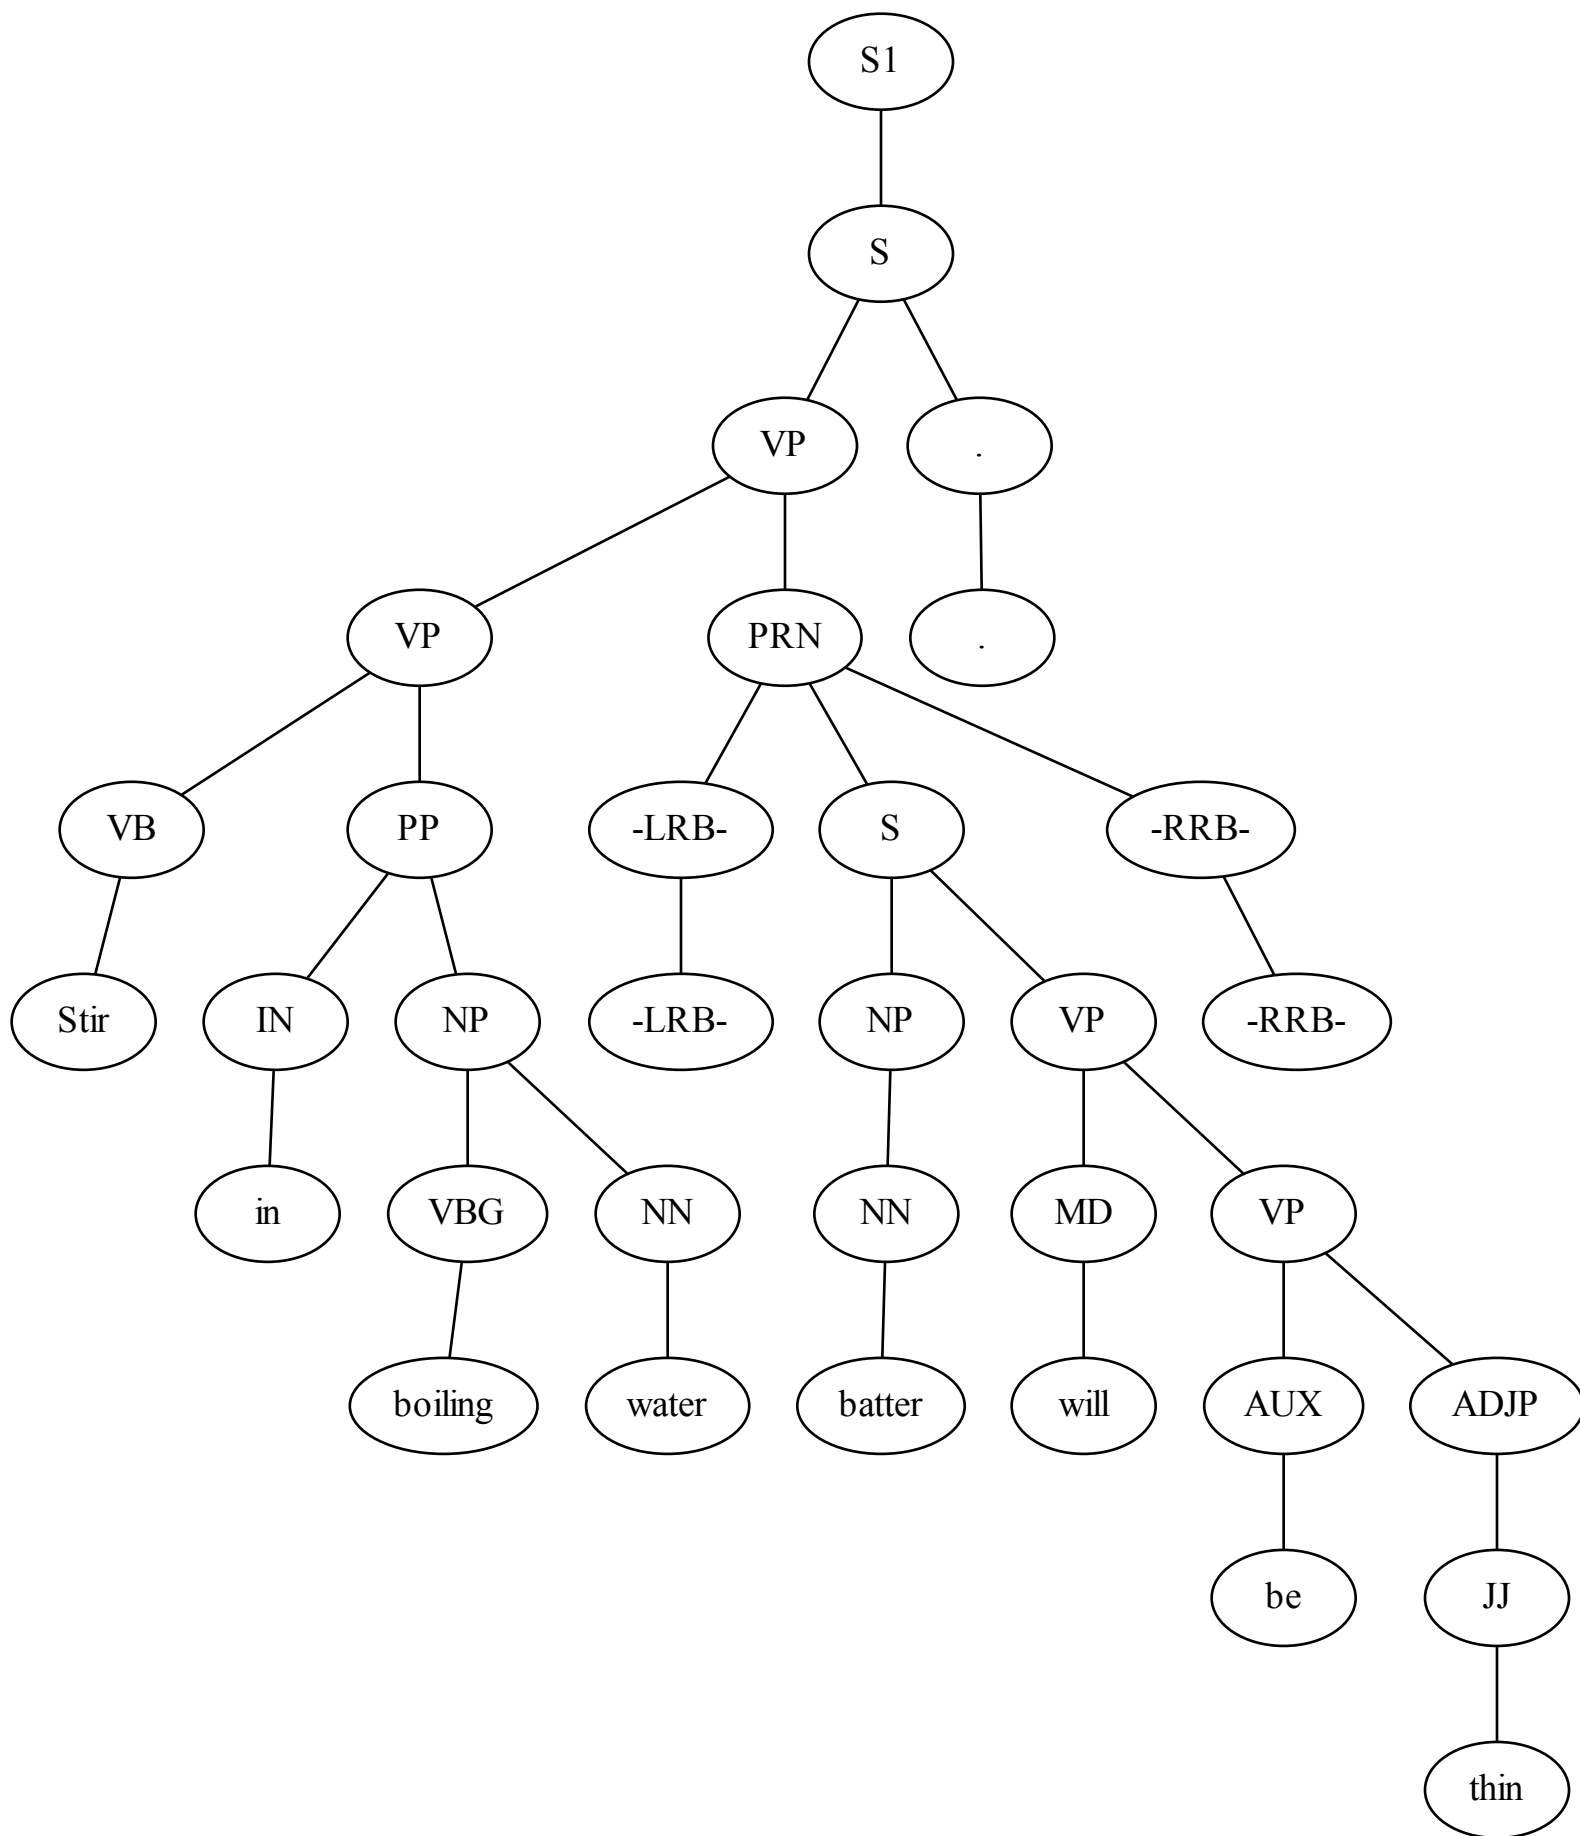 S1
S
VP .
VP PRN .
VB PP -LRB- S -RRB-
Stir IN NP -LRB- NP VP -RRB-
in VBG NN NN MD VP
boiling water batter will AUX ADJP
be JJ
thin